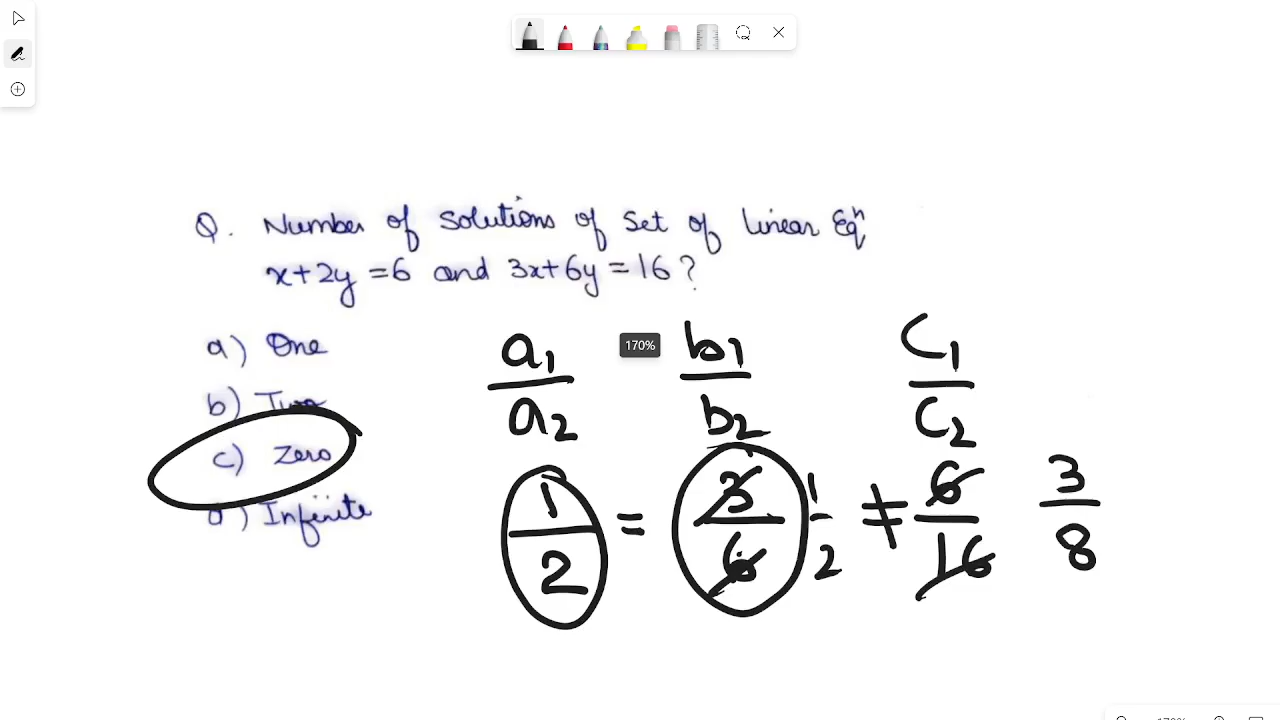 Q. Number of Solutions of Set of linear Eqⁿ
x+2y =6 and 3x+6y=16 ?
a) One
b) Two
c) Zero
d) Infinite
170%
a1/a2 b1/b2 C1/C2
1/2 = 3/6 1/2 ≠ 6/16 3/8
170%